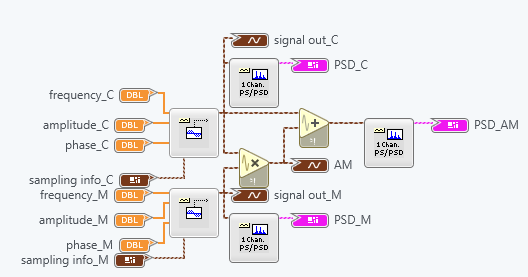 signal out_C
PSD_C
1 Chan.
PS/PSD
frequency_C
DBL
amplitude_C
DBL
phase_C
DBL
PSD_AM
1 Chan.
PS/PSD
AM
sampling info_C
frequency_M
DBL
signal out_M
amplitude_M
DBL
PSD_M
1 Chan.
PS/PSD
phase_M
DBL
sampling info_M